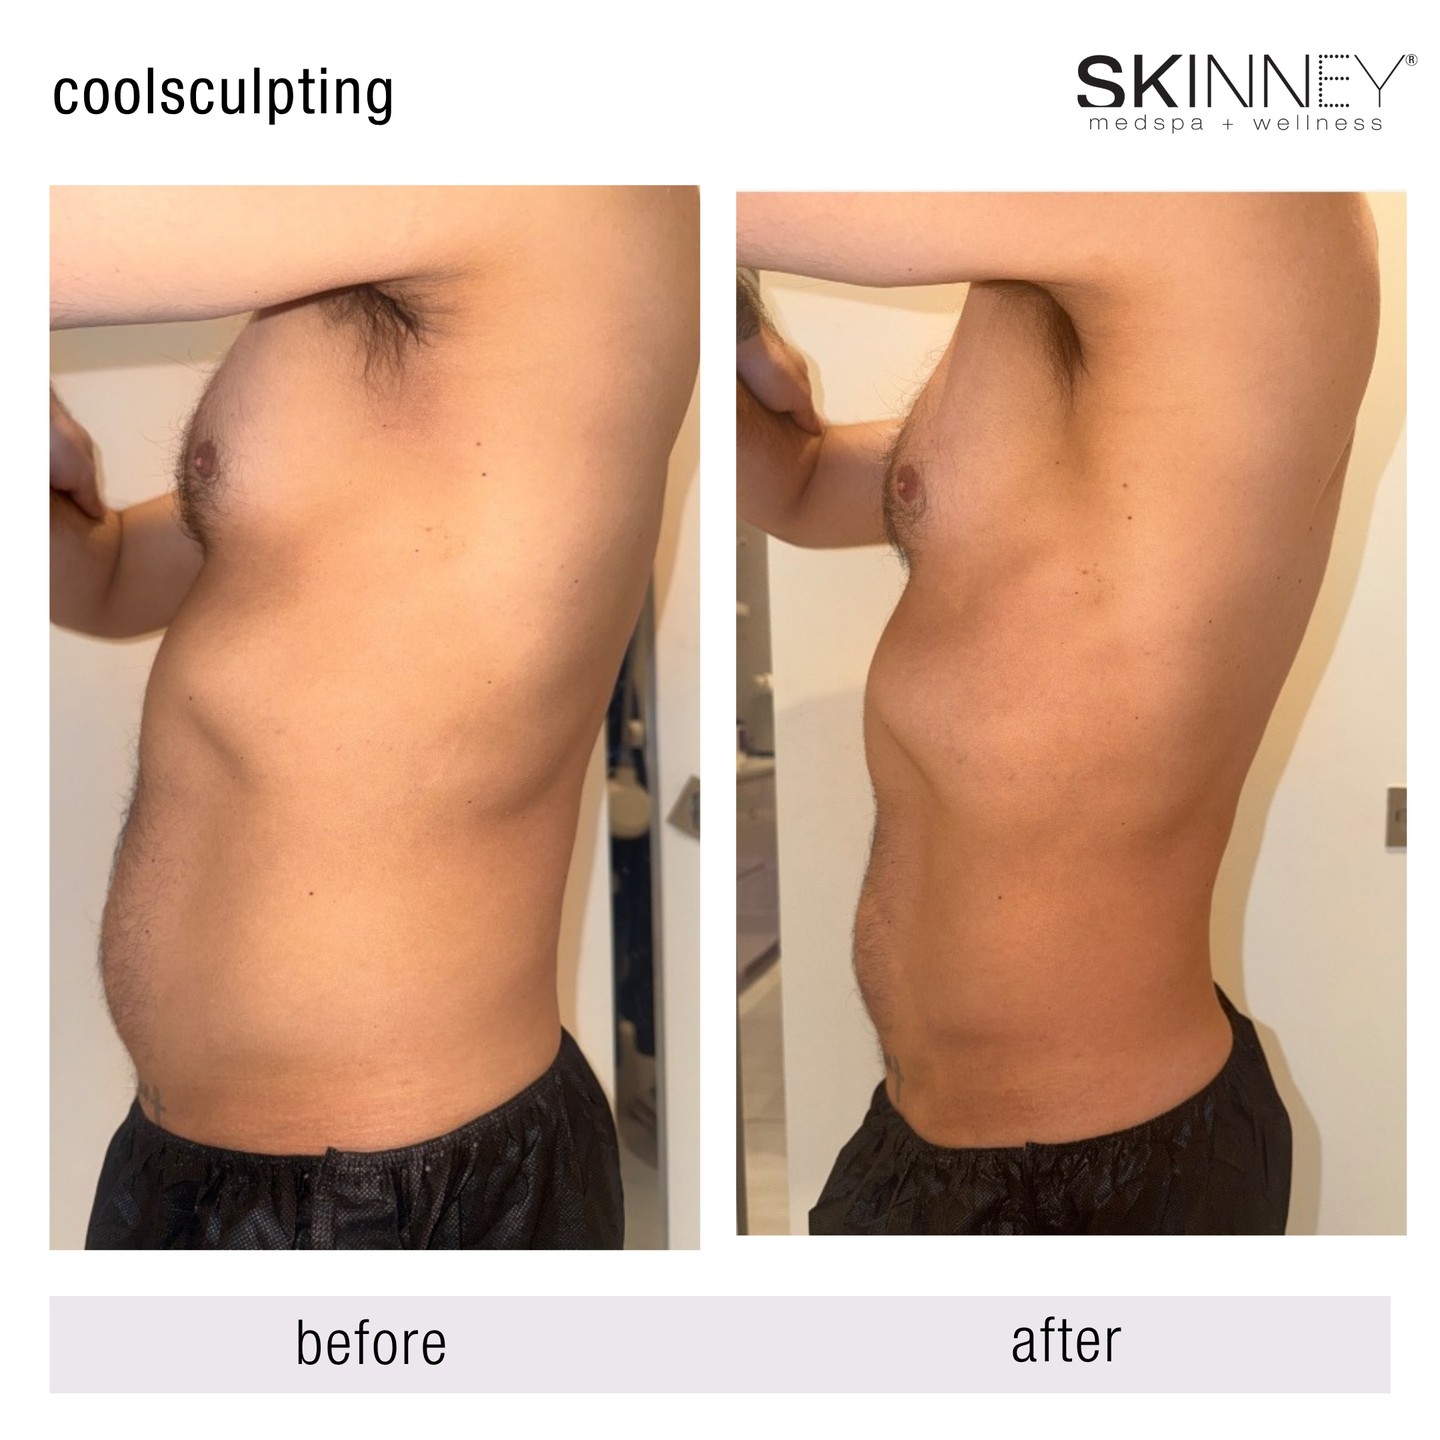 coolsculpting
SKINNEY®
medspa + wellness
before
after